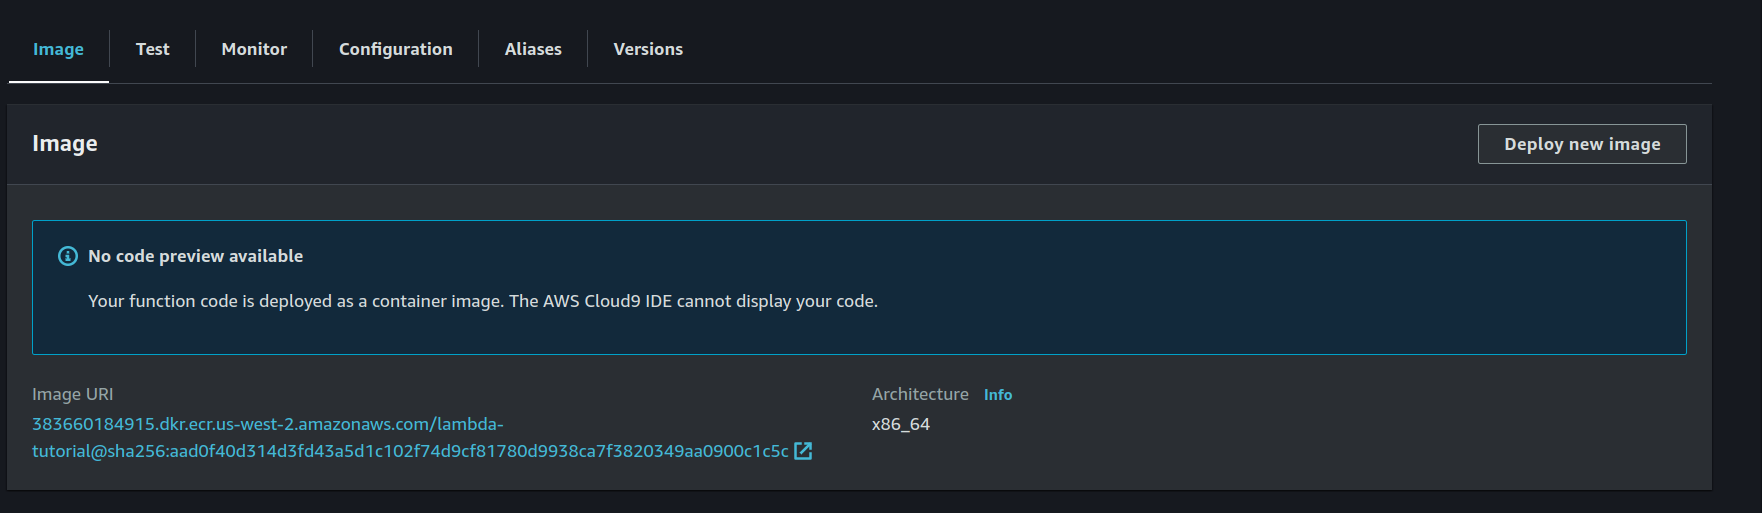 Image
Test
Monitor
Configuration
Aliases
Versions
Image
Deploy new image
No code preview available
Your function code is deployed as a container image. The AWS Cloud9 IDE cannot display your code.
Image URI
383660184915.dkr.ecr.us-west-2.amazonaws.com/lambda-
tutorial@sha256:aad0f40d314d3fd43a5d1c102f74d9cf81780d9938ca7f3820349aa0900c1c5c
Architecture Info
x86_64